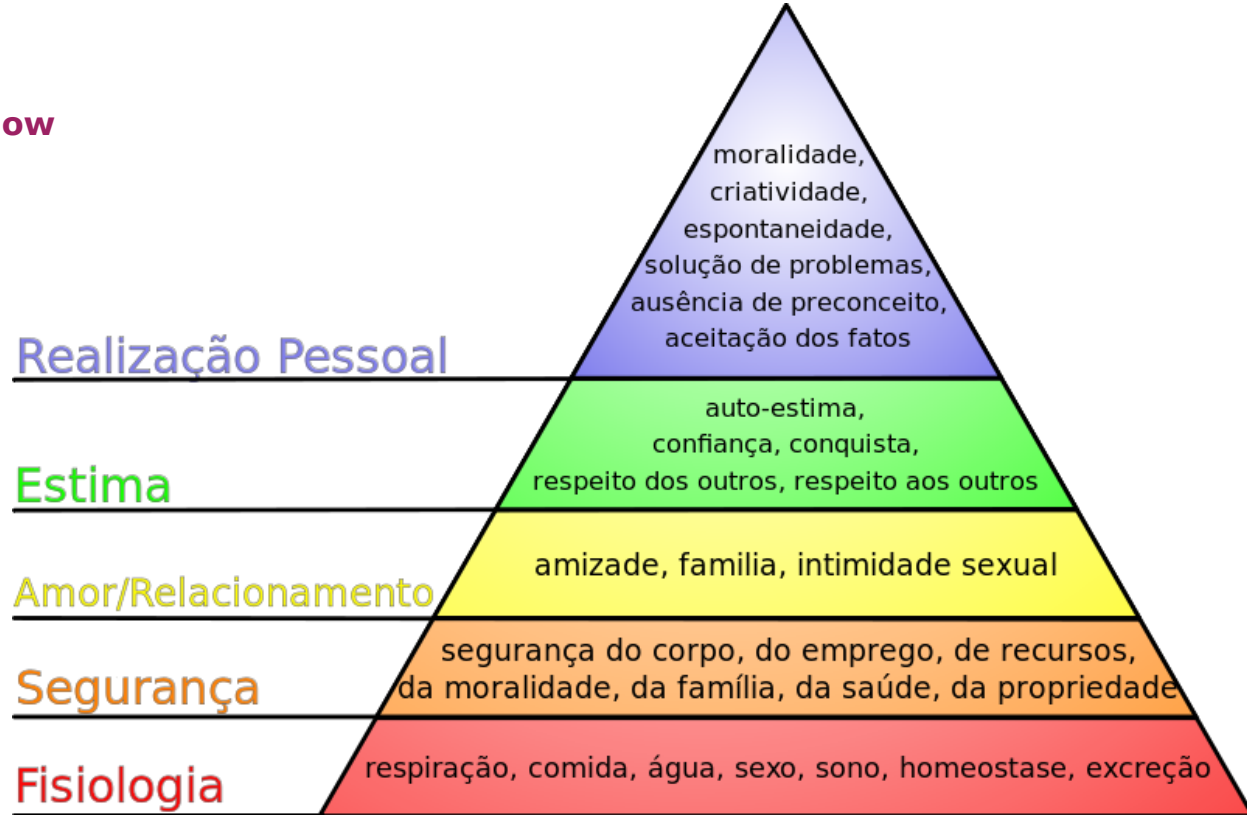 ow
moralidade,
criatividade,
espontaneidade,
solução de problemas,
ausência de preconceito,
aceitação dos fatos
Realização Pessoal
auto-estima,
confiança, conquista,
respeito dos outros, respeito aos outros
Estima
amizade, familia, intimidade sexual
Amor/Relacionamento
segurança do corpo, do emprego, de recursos,
da moralidade, da família, da saúde, da propriedade
Segurança
respiração, comida, água, sexo, sono, homeostase, excreção
Fisiologia